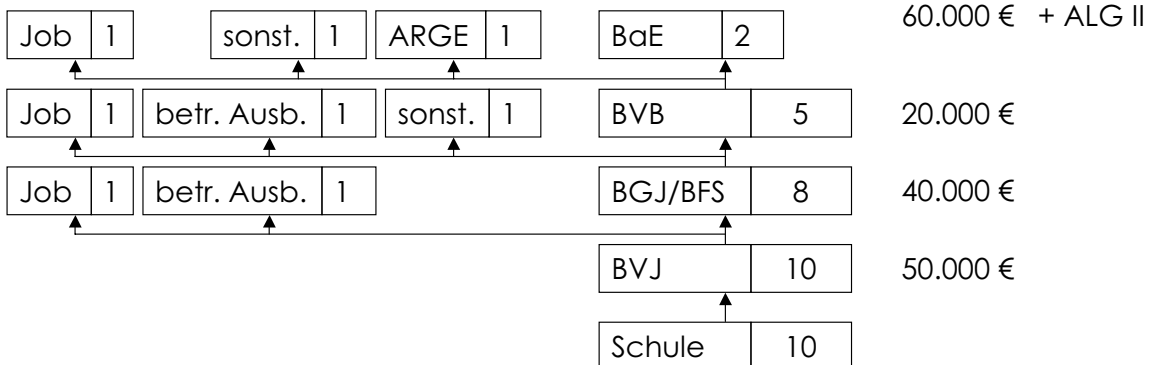 Job 1 sonst. 1 ARGE 1 BaE 2 60.000 € + ALG II
Job 1 betr. Ausb. 1 sonst. 1 BVB 5 20.000 €
Job 1 betr. Ausb. 1 BGJ/BFS 8 40.000 €
BVJ 10 50.000 €
Schule 10